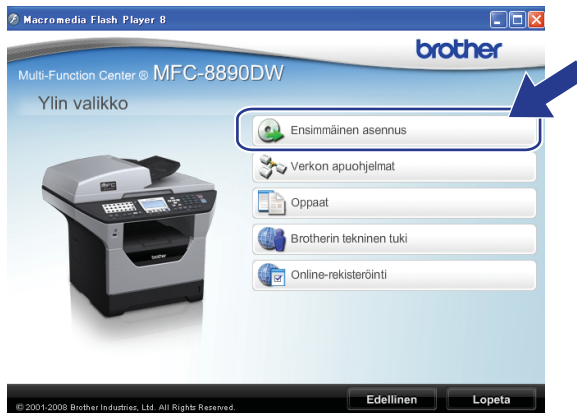 Macromedia Flash Player 8
brother
Multi-Function Center ® MFC-8890DW
Ylin valikko
Ensimmäinen asennus
Verkon apuohjelmat
Oppaat
Brotherin tekninen tuki
Online-rekisteröinti
Edellinen
Lopeta
© 2001-2008 Brother Industries, Ltd. All Rights Reserved.